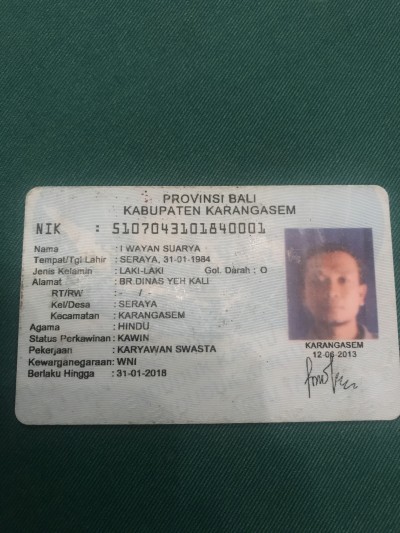 PROVINSI BALI
KABUPATEN KARANGASEM
NIK : 5107043101840001
Nama : I WAYAN SUARYA
Tempat/Tgl Lahir : SERAYA, 31-01-1984
Jenis Kelamin : LAKI-LAKI Gol. Darah : O
Alamat : BR.DINAS YEH KALI
RT/RW : - / -
Kel/Desa : SERAYA
Kecamatan : KARANGASEM
Agama : HINDU
Status Perkawinan : KAWIN
Pekerjaan : KARYAWAN SWASTA
Kewarganegaraan : WNI
Berlaku Hingga : 31-01-2018
KARANGASEM
12-06-2013